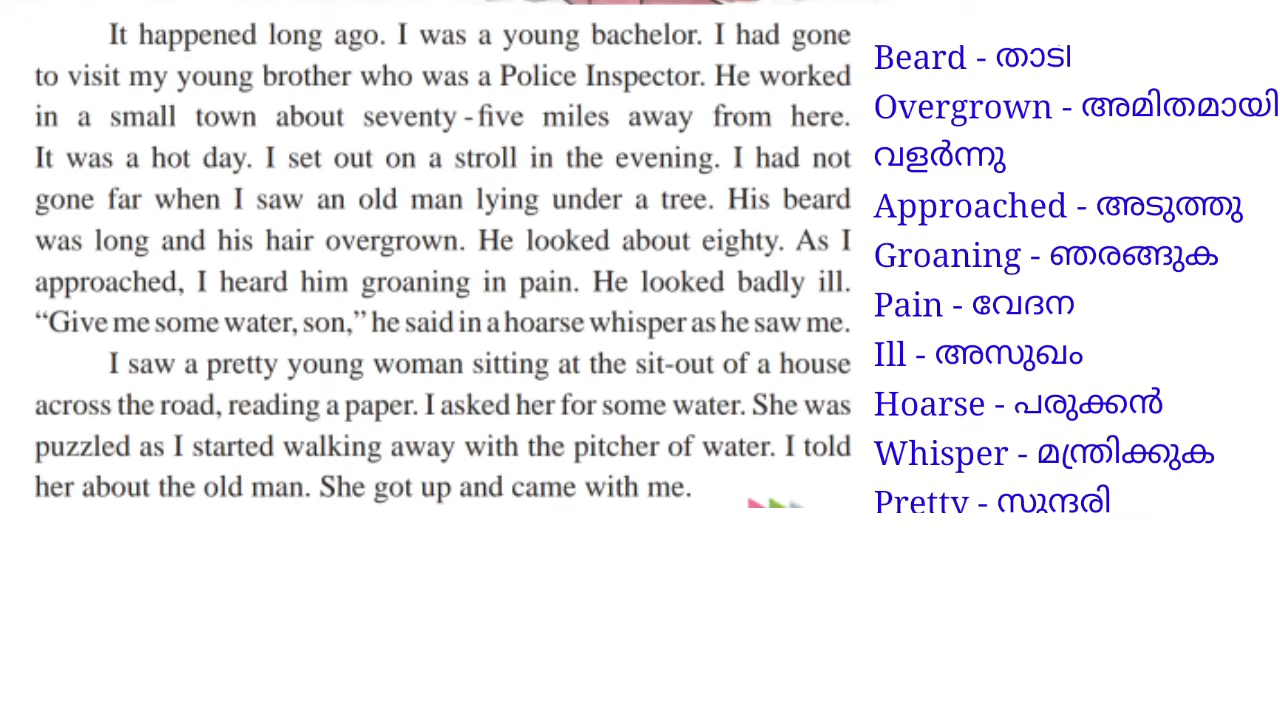 It happened long ago. I was a young bachelor. I had gone
to visit my young brother who was a Police Inspector. He worked
in a small town about seventy-five miles away from here.
It was a hot day. I set out on a stroll in the evening. I had not
gone far when I saw an old man lying under a tree. His beard
was long and his hair overgrown. He looked about eighty. As I
approached, I heard him groaning in pain. He looked badly ill.
“Give me some water, son,” he said in a hoarse whisper as he saw me.
I saw a pretty young woman sitting at the sit-out of a house
across the road, reading a paper. I asked her for some water. She was
puzzled as I started walking away with the pitcher of water. I told
her about the old man. She got up and came with me.
Beard - താടി
Overgrown - അമിതമായി
വളർന്നു
Approached - അടുത്തു
Groaning - ഞരങ്ങുക
Pain - വേദന
Ill - അസുഖം
Hoarse - പരുക്കൻ
Whisper - മന്ത്രിക്കുക
Pretty - സുന്ദരി